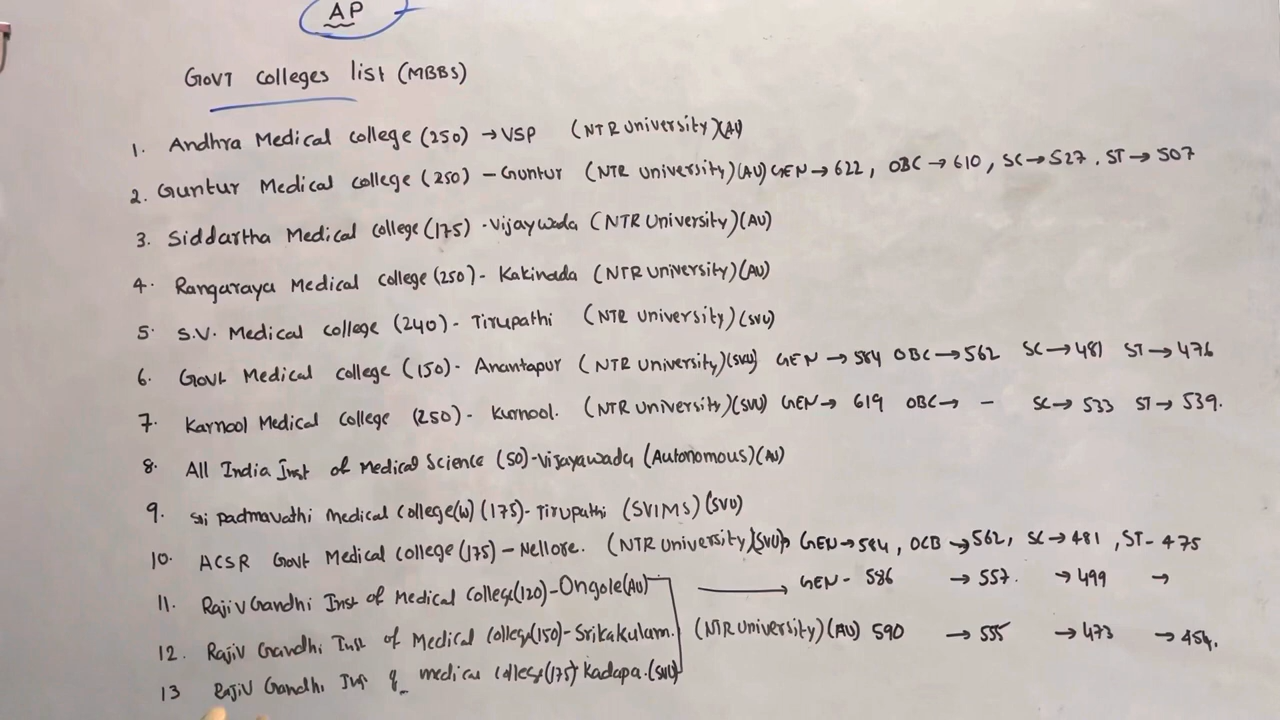 AP
Govt colleges list (MBBS)
1. Andhra Medical college (250) → VSP (NTR University)(AU)
2. Guntur Medical college (250) - Guntur (NTR University)(AU) GEN → 622, OBC → 610, SC → 527, ST → 507
3. Siddartha Medical college (175) - Vijaywada (NTR University)(AU)
4. Rangaraya Medical college (250) - Kakinada (NTR University)(AU)
5. S.V. Medical college (240) - Tirupathi (NTR University)(SVU)
6. Govt Medical college (150) - Anantapur (NTR University)(SVU) GEN → 584 OBC → 562 SC → 481 ST → 476
7. Karnool Medical College (250) - Kurnool. (NTR University)(SVU) GEN → 619 OBC → - SC → 533 ST → 539.
8. All India Inst of Medical Science (50) - Vijayawada (Autonomous)(AU)
9. Sri padmavathi Medical College(W) (175) - Tirupathi (SVIMS)(SVU)
10. ACSR Govt Medical college (175) - Nellore. (NTR University)(SVU) GEN → 584, OCB → 562, SC → 481, ST - 475
11. Rajiv Gandhi Inst of Medical College (120) - Ongole(AU) → GEN - 586 → 557. → 499 →
12. Rajiv Gandhi Inst of Medical College (150) - Srikakulam. (NTR University)(AU) 590 → 555 → 473 → 454.
13 Rajiv Gandhi Inst of medical college (175) Kadapa.(SVU)